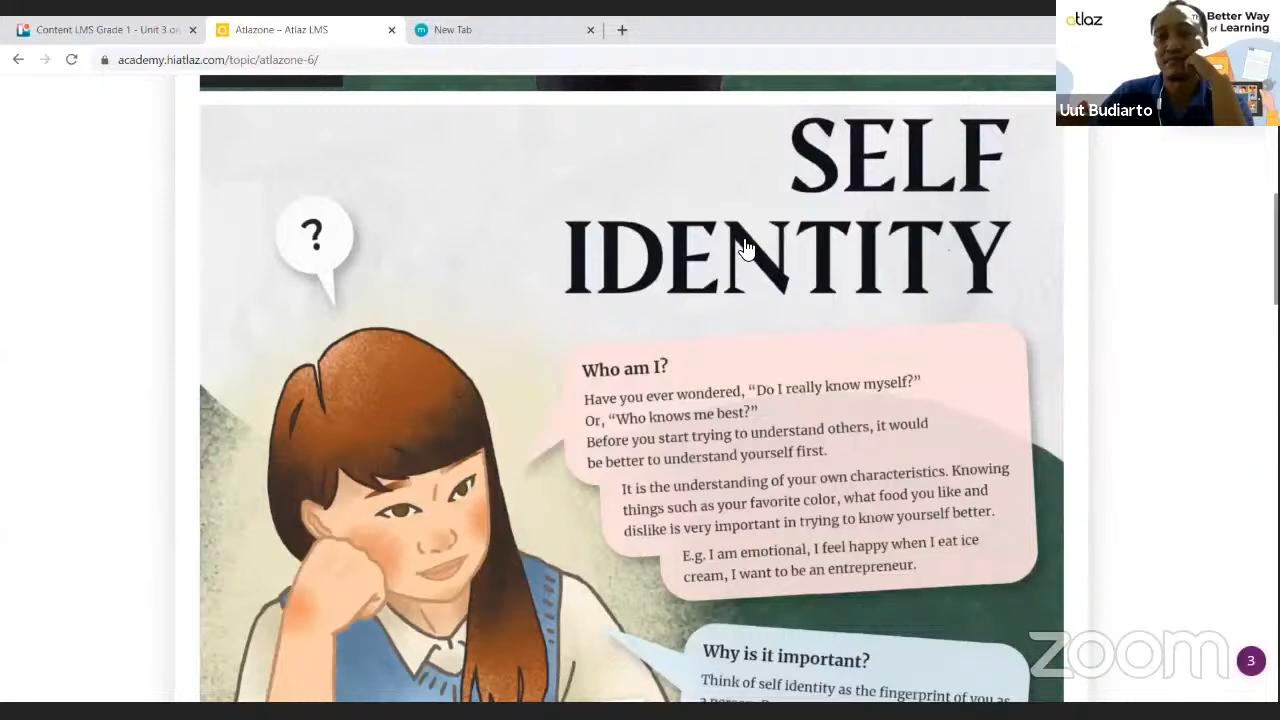 Content LMS Grade 1 - Unit 3 o
Atlazone – Atlaz LMS
New Tab
academy.hiatlaz.com/topic/atlazone-6/
atlaz
Better Way
of Learning
Uut Budiarto
SELF
IDENTITY
?
Who am I?
Have you ever wondered, “Do I really know myself?”
Or, “Who knows me best?”
Before you start trying to understand others, it would
be better to understand yourself first.
It is the understanding of your own characteristics. Knowing
things such as your favorite color, what food you like and
dislike is very important in trying to know yourself better.
E.g. I am emotional, I feel happy when I eat ice
cream, I want to be an entrepreneur.
Why is it important?
Think of self identity as the fingerprint of you as
zoom
3